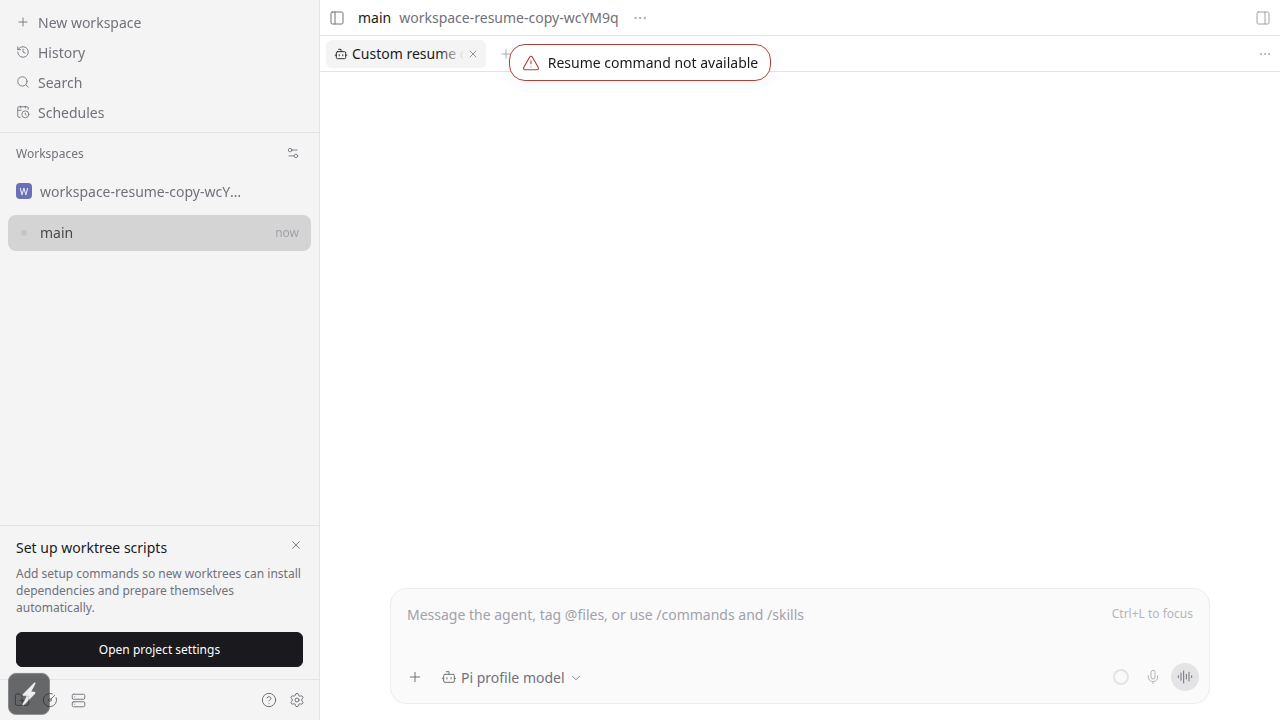 New workspace
History
Search
Schedules
Workspaces
W workspace-resume-copy-wcY...
main now
Set up worktree scripts
Add setup commands so new worktrees can install
dependencies and prepare themselves
automatically.
Open project settings
main workspace-resume-copy-wcYM9q
Custom resume
Resume command not available
Message the agent, tag @files, or use /commands and /skills
Ctrl+L to focus
Pi profile model